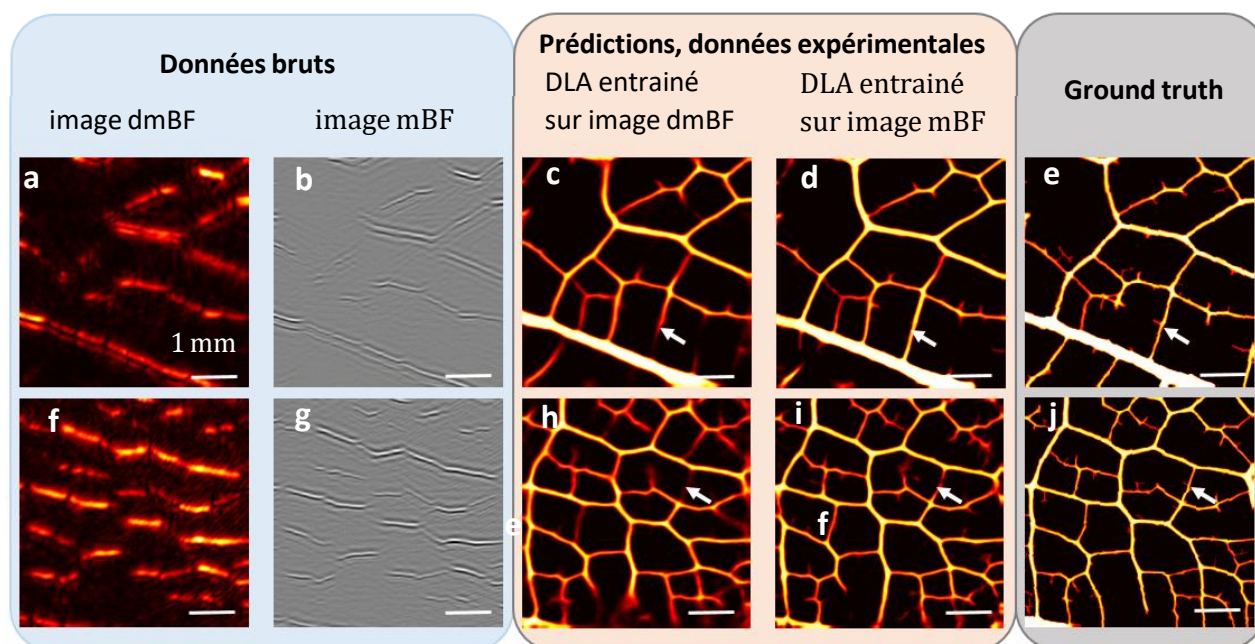 Données bruts
image dmBF
image mBF
Prédictions, données expérimentales
DLA entrainé
sur image dmBF
DLA entrainé
sur image mBF
Ground truth
a
b
c
d
e
1 mm
f
g
h
i
j
e
f